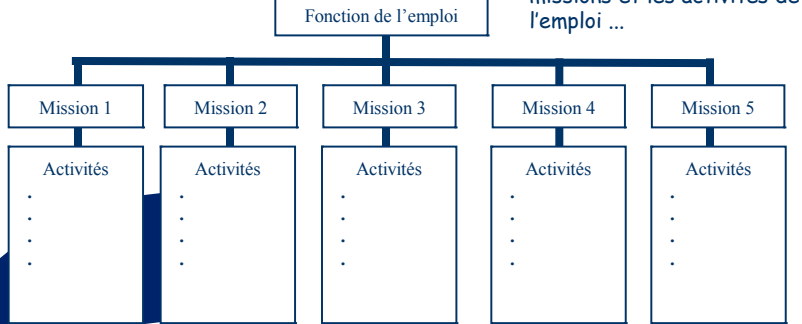 missions et les activités de
l'emploi ...
Fonction de l'emploi
Mission 1
Mission 2
Mission 3
Mission 4
Mission 5
Activités
.
.
.
.
Activités
.
.
.
.
Activités
.
.
.
.
Activités
.
.
.
.
Activités
.
.
.
.